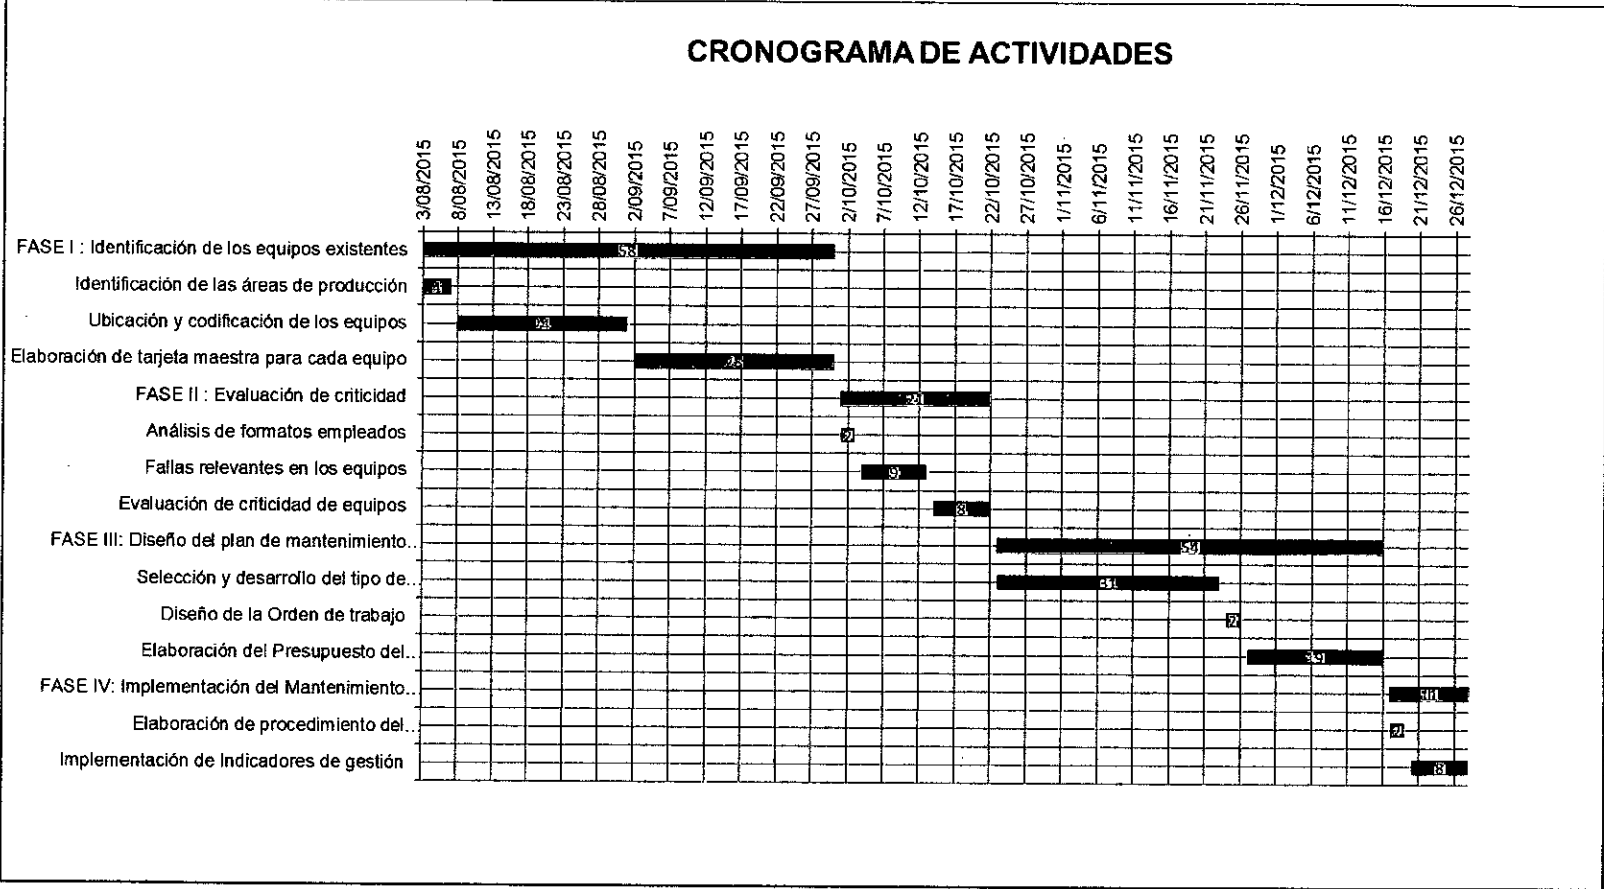 CRONOGRAMA DE ACTIVIDADES
3/08/2015
8/08/2015
13/08/2015
18/08/2015
23/08/2015
28/08/2015
2/09/2015
7/09/2015
12/09/2015
17/09/2015
22/09/2015
27/09/2015
2/10/2015
7/10/2015
12/10/2015
17/10/2015
22/10/2015
27/10/2015
1/11/2015
6/11/2015
11/11/2015
16/11/2015
21/11/2015
26/11/2015
1/12/2015
6/12/2015
11/12/2015
16/12/2015
21/12/2015
26/12/2015
FASE I : Identificación de los equipos existentes
58
Identificación de las áreas de producción
4
Ubicación y codificación de los equipos
Elaboración de tarjeta maestra para cada equipo
FASE II : Evaluación de criticidad
21
Análisis de formatos empleados
2
Fallas relevantes en los equipos
9
Evaluación de criticidad de equipos
8
FASE III: Diseño del plan de mantenimiento..
54
Selección y desarrollo del tipo de..
31
Diseño de la Orden de trabajo
2
Elaboración del Presupuesto del..
19
FASE IV: Implementación del Mantenimiento..
Elaboración de procedimiento del..
2
Implementación de Indicadores de gestión
8